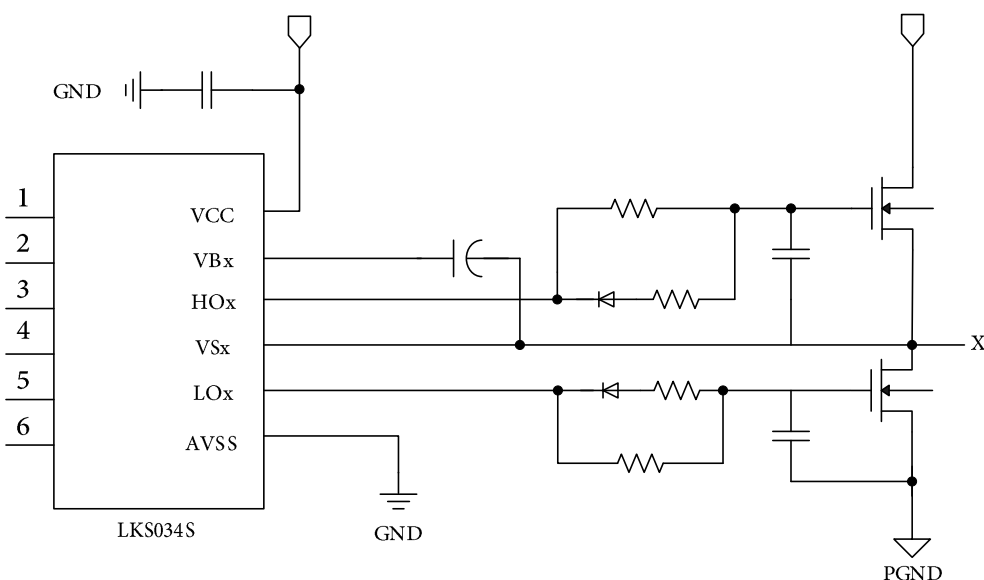 GND
1
VCC
2
VBx
3
HOx
4
VSx
X
5
LOx
6
AVSS
LKS034S
GND
PGND